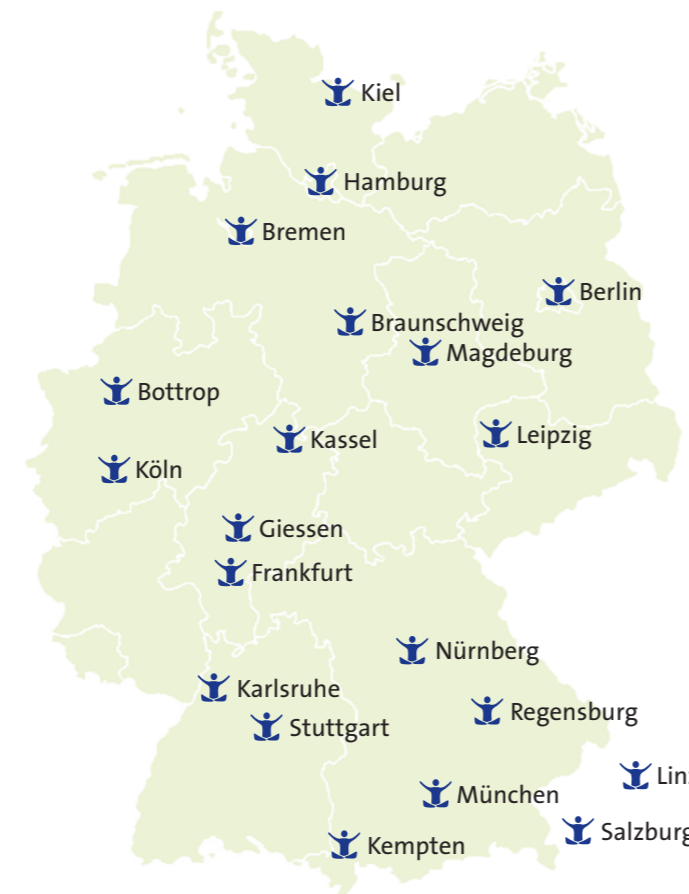 Kiel
Hamburg
Bremen
Berlin
Braunschweig
Magdeburg
Bottrop
Leipzig
Kassel
Köln
Giessen
Frankfurt
Nürnberg
Karlsruhe
Regensburg
Stuttgart
Lin
München
Salzburg
Kempten